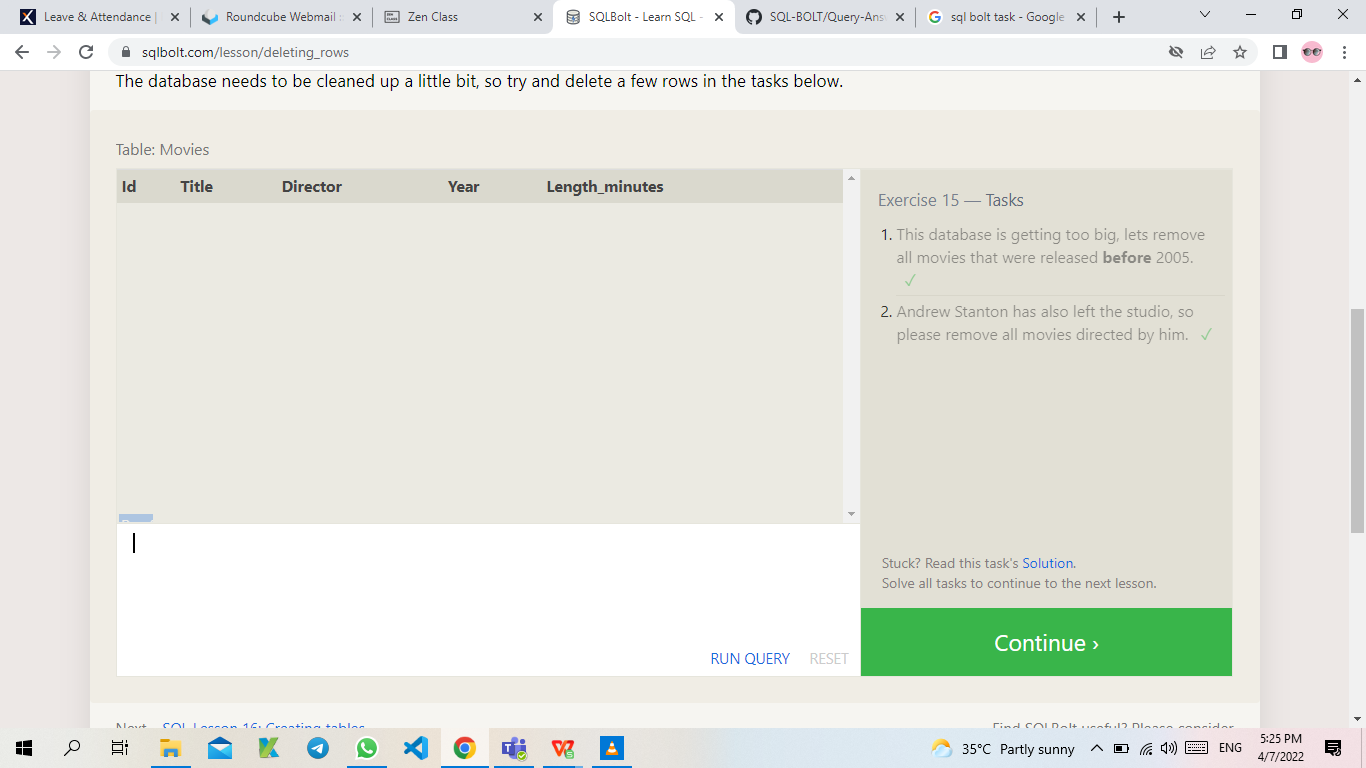 Leave & Attendance |
Roundcube Webmail
Zen Class
SQLBolt - Learn SQL -
SQL-BOLT/Query-Ans
sql bolt task - Google
sqlbolt.com/lesson/deleting_rows
The database needs to be cleaned up a little bit, so try and delete a few rows in the tasks below.
Table: Movies
Id Title Director Year Length_minutes
Exercise 15 — Tasks
1. This database is getting too big, lets remove
all movies that were released before 2005.
✓
2. Andrew Stanton has also left the studio, so
please remove all movies directed by him. ✓
Stuck? Read this task's Solution.
Solve all tasks to continue to the next lesson.
RUN QUERY RESET
Continue ›
Next – SQL Lesson 16: Creating tables
Find SQLBolt useful? Please consider
35°C Partly sunny
ENG
5:25 PM
4/7/2022